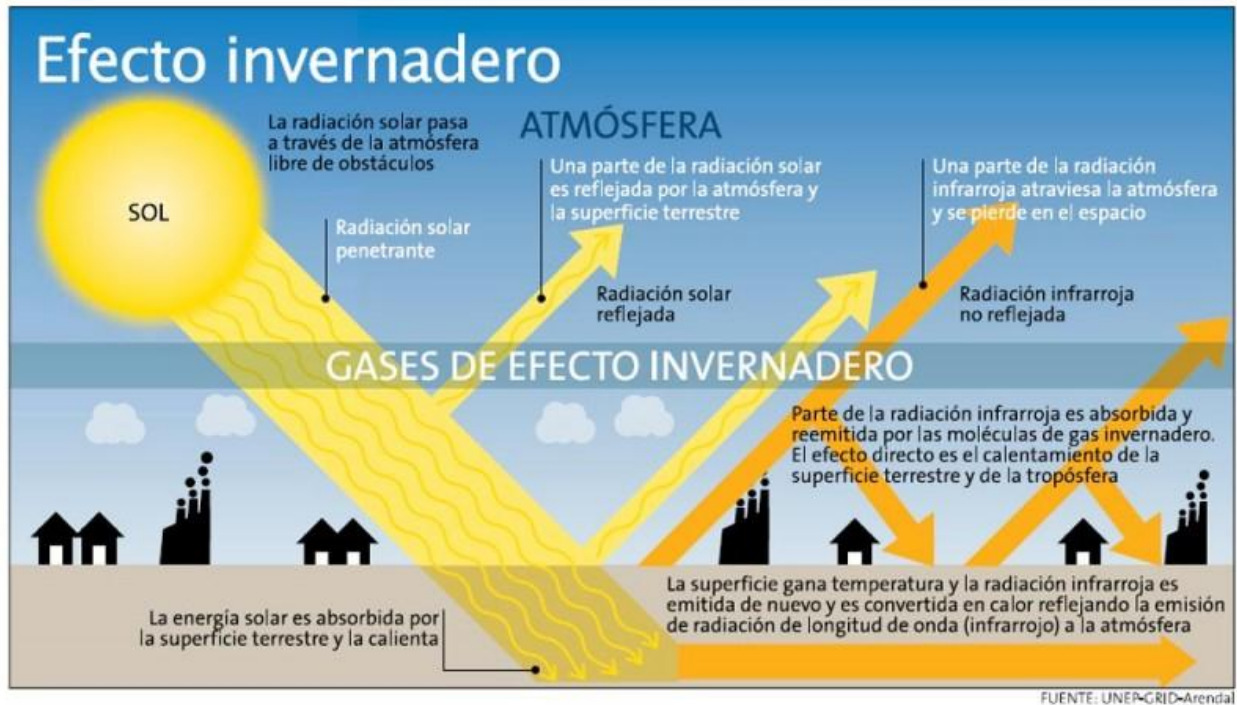 Efecto invernadero
SOL
La radiación solar pasa
a través de la atmósfera
libre de obstáculos
Radiación solar
penetrante
ATMÓSFERA
Una parte de la radiación solar
es reflejada por la atmósfera y
la superficie terrestre
Radiación solar
reflejada
Una parte de la radiación
infrarroja atraviesa la atmósfera
y se pierde en el espacio
Radiación infrarroja
no reflejada
GASES DE EFECTO INVERNADERO
Parte de la radiación infrarroja es absorbida y
reemitida por las moléculas de gas invernadero.
El efecto directo es el calentamiento de la
superficie terrestre y de la tropósfera
La energía solar es absorbida por
la superficie terrestre y la calienta
La superficie gana temperatura y la radiación infrarroja es
emitida de nuevo y es convertida en calor reflejando la emisión
de radiación de longitud de onda (infrarrojo) a la atmósfera
FUENTE: UNEP-GRID-Arendal